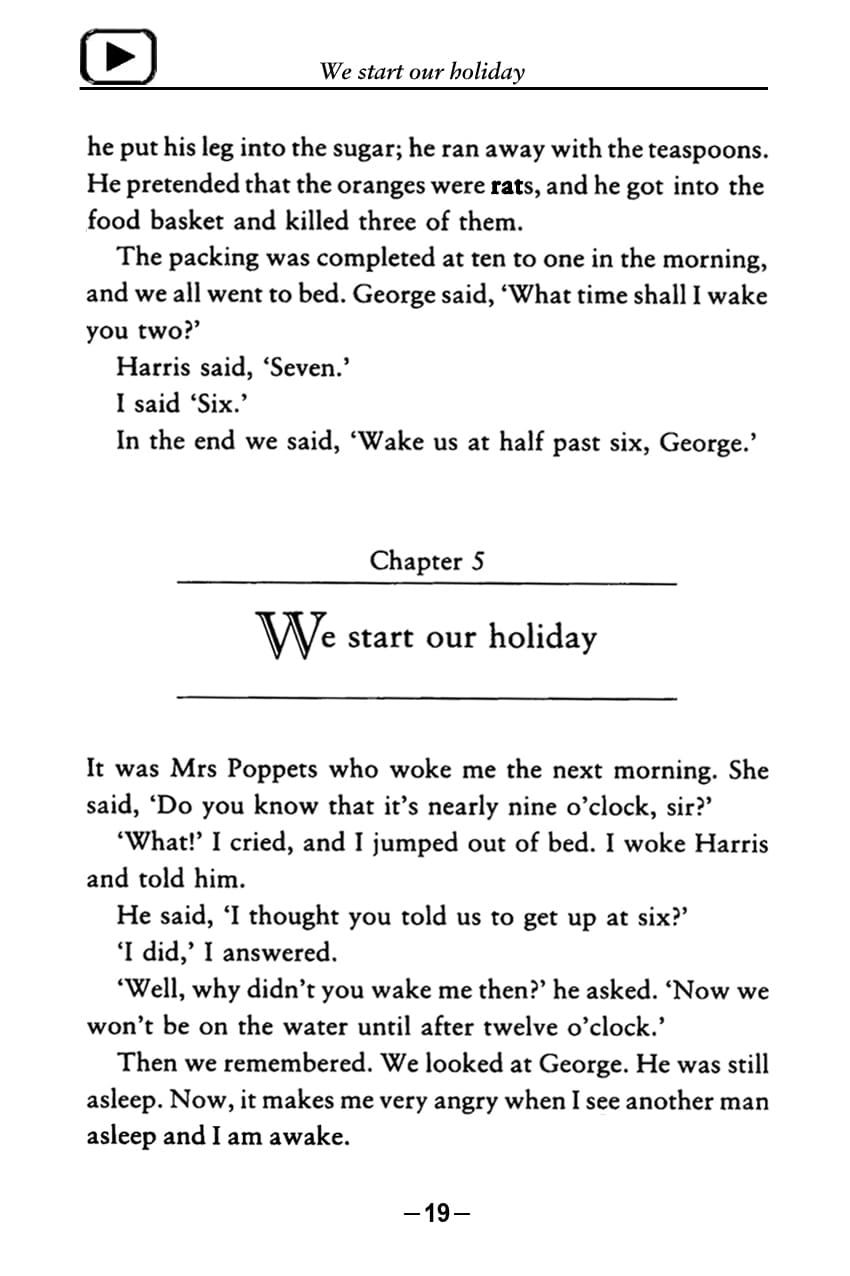 We start our holiday
he put his leg into the sugar; he ran away with the teaspoons.
He pretended that the oranges were rats, and he got into the
food basket and killed three of them.
The packing was completed at ten to one in the morning,
and we all went to bed. George said, ‘What time shall I wake
you two?’
Harris said, ‘Seven.’
I said ‘Six.’
In the end we said, ‘Wake us at half past six, George.’
Chapter 5
We start our holiday
It was Mrs Poppets who woke me the next morning. She
said, ‘Do you know that it’s nearly nine o’clock, sir?’
‘What!’ I cried, and I jumped out of bed. I woke Harris
and told him.
He said, ‘I thought you told us to get up at six?’
‘I did,’ I answered.
‘Well, why didn’t you wake me then?’ he asked. ‘Now we
won’t be on the water until after twelve o’clock.’
Then we remembered. We looked at George. He was still
asleep. Now, it makes me very angry when I see another man
asleep and I am awake.
–19–